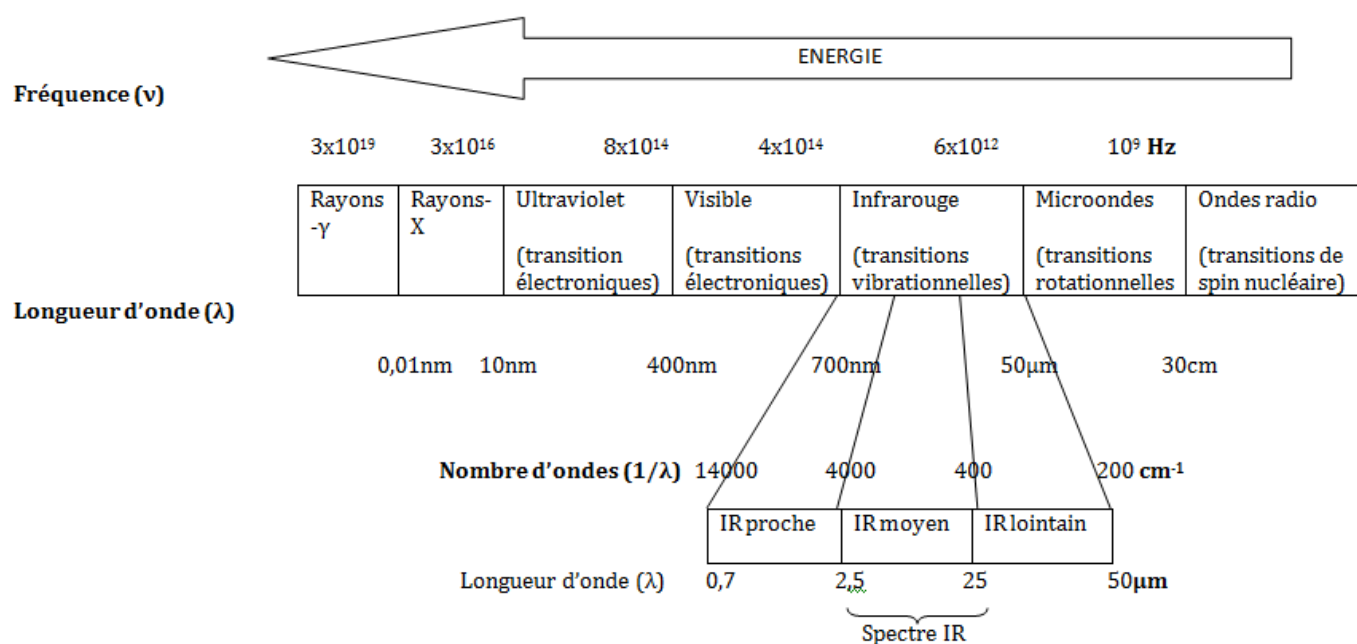 ENERGIE
Fréquence (ν)
3x10¹⁹ 3x10¹⁶ 8x10¹⁴ 4x10¹⁴ 6x10¹² 10⁹ Hz
Rayons
-γ
Rayons-
X
Ultraviolet
(transition
électroniques)
Visible
(transitions
électroniques)
Infrarouge
(transitions
vibrationnelles)
Microondes
(transitions
rotationnelles
Ondes radio
(transitions de
spin nucléaire)
Longueur d'onde (λ)
0,01nm 10nm 400nm 700nm 50µm 30cm
Nombre d'ondes (1/λ) 14000 4000 400 200 cm⁻¹
IR proche IR moyen IR lointain
Longueur d'onde (λ) 0,7 2,5 25 50µm
Spectre IR